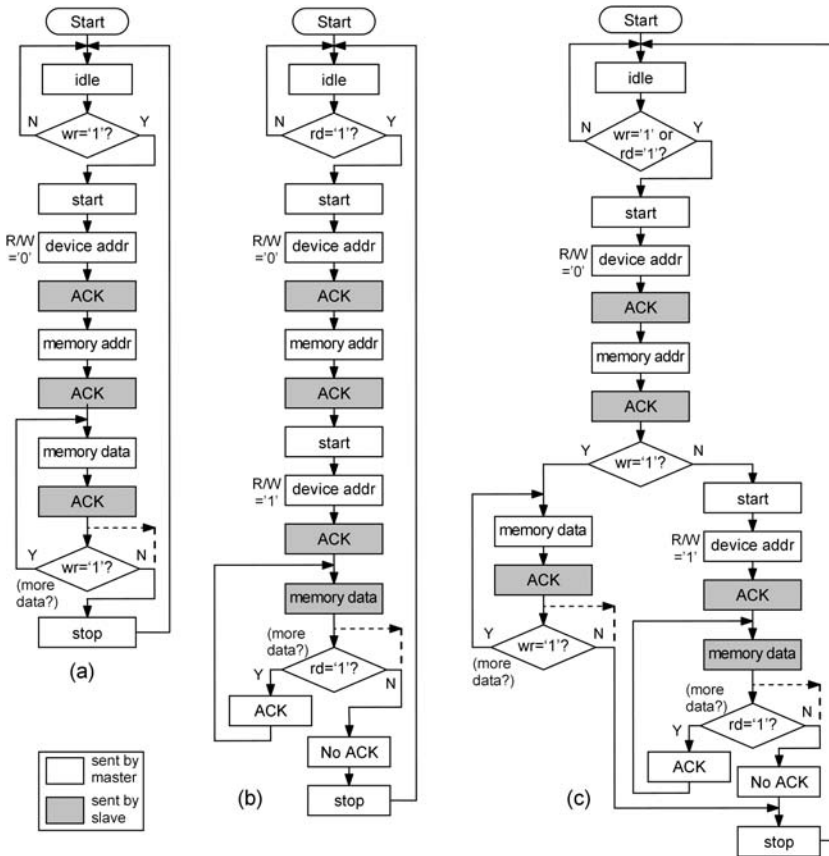 Start
idle
N
Y
wr=‘1’?
start
R/W
=‘0’
device addr
ACK
memory addr
ACK
memory data
ACK
Y
wr=‘1’?
N
(more
data?)
stop
(a)
sent by
master
sent by
slave
Start
idle
N
Y
rd=‘1’?
start
R/W
=‘0’
device addr
ACK
memory addr
ACK
start
R/W
=‘1’
device addr
ACK
memory data
(more
data?)
Y
rd=‘1’?
N
ACK
No ACK
stop
(b)
Start
idle
N
Y
wr=‘1’ or
rd=‘1’?
start
R/W
=‘0’
device addr
ACK
memory addr
ACK
Y
wr=‘1’?
N
memory data
ACK
Y
wr=‘1’?
N
(more
data?)
start
R/W
=‘1’
device addr
ACK
memory data
(more
data?)
Y
rd=‘1’?
N
ACK
No ACK
stop
(c)